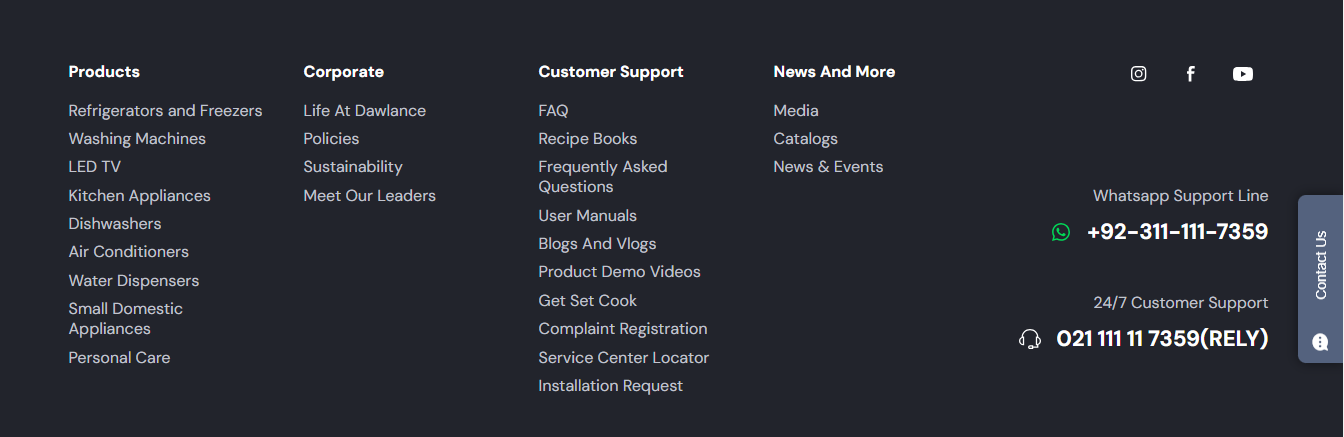 Products
Refrigerators and Freezers
Washing Machines
LED TV
Kitchen Appliances
Dishwashers
Air Conditioners
Water Dispensers
Small Domestic
Appliances
Personal Care
Corporate
Life At Dawlance
Policies
Sustainability
Meet Our Leaders
Customer Support
FAQ
Recipe Books
Frequently Asked
Questions
User Manuals
Blogs And Vlogs
Product Demo Videos
Get Set Cook
Complaint Registration
Service Center Locator
Installation Request
News And More
Media
Catalogs
News & Events
Whatsapp Support Line
+92-311-111-7359
24/7 Customer Support
021 111 11 7359(RELY)
Contact Us